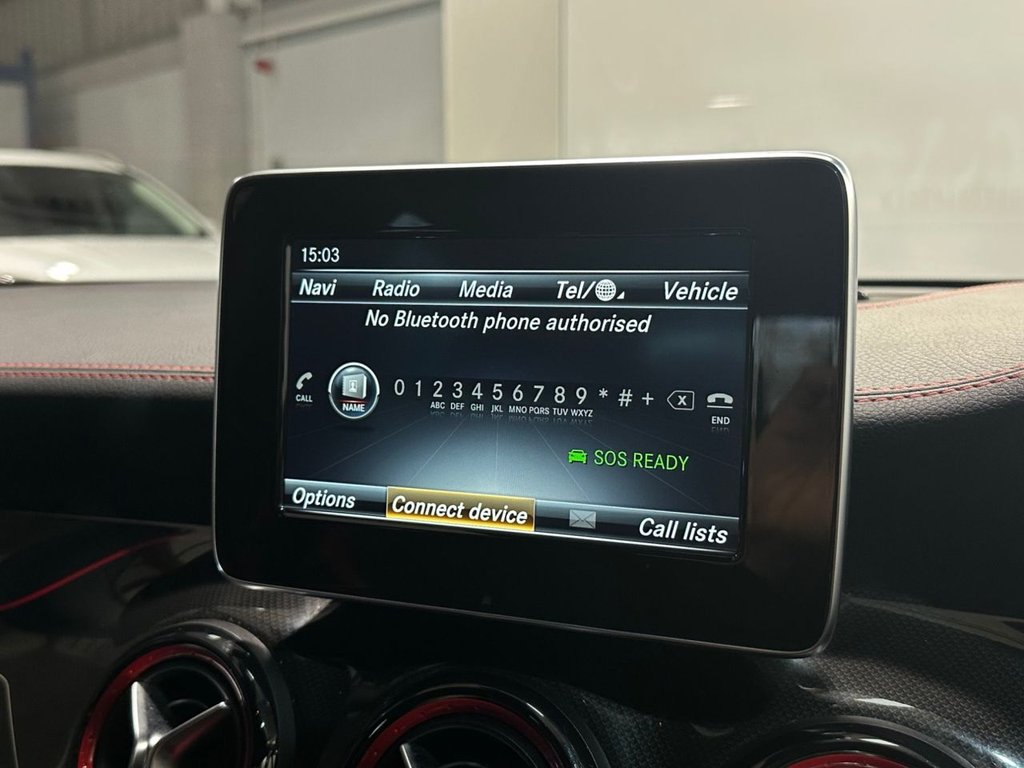 15:03
Navi Radio Media Tel/ Vehicle
No Bluetooth phone authorised
CALL NAME 0 1 2 3 4 5 6 7 8 9 * # + X END
ABC DEF GHI JKL MNO PQRS TUV WXYZ
SOS READY
Options Connect device Call lists